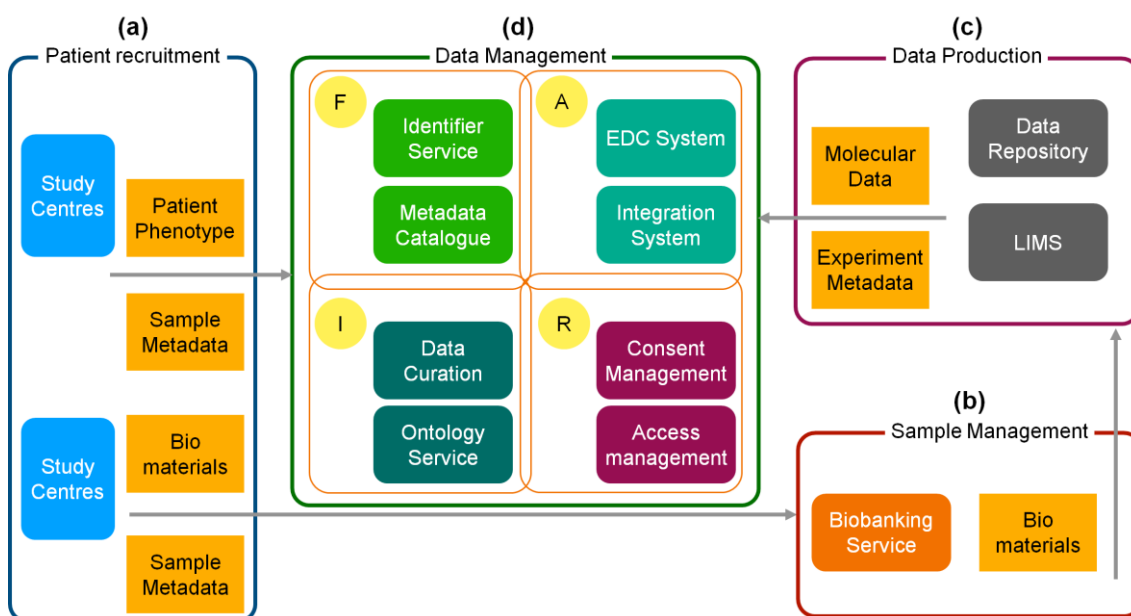 (a)
Patient recruitment
Study
Centres
Patient
Phenotype
Sample
Metadata
Study
Centres
Bio
materials
Sample
Metadata
(d)
Data Management
F
Identifier
Service
Metadata
Catalogue
A
EDC System
Integration
System
I
Data
Curation
Ontology
Service
R
Consent
Management
Access
management
(c)
Data Production
Molecular
Data
Experiment
Metadata
Data
Repository
LIMS
(b)
Sample Management
Biobanking
Service
Bio
materials